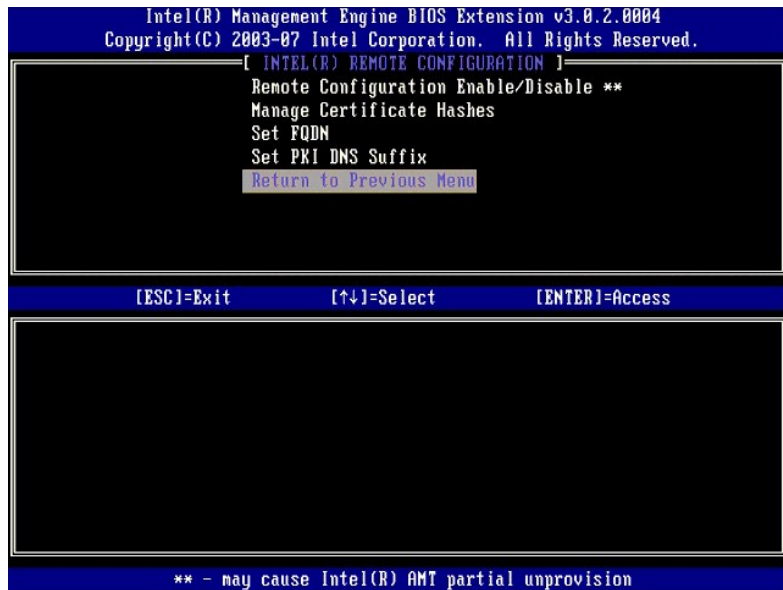 Intel(R) Management Engine BIOS Extension v3.0.2.0004
Copyright(C) 2003-07 Intel Corporation. All Rights Reserved.
[ INTEL(R) REMOTE CONFIGURATION ]
Remote Configuration Enable/Disable **
Manage Certificate Hashes
Set FQDN
Set PKI DNS Suffix
Return to Previous Menu
[ESC]=Exit [↑↓]=Select [ENTER]=Access
** - may cause Intel(R) AMT partial unprovision